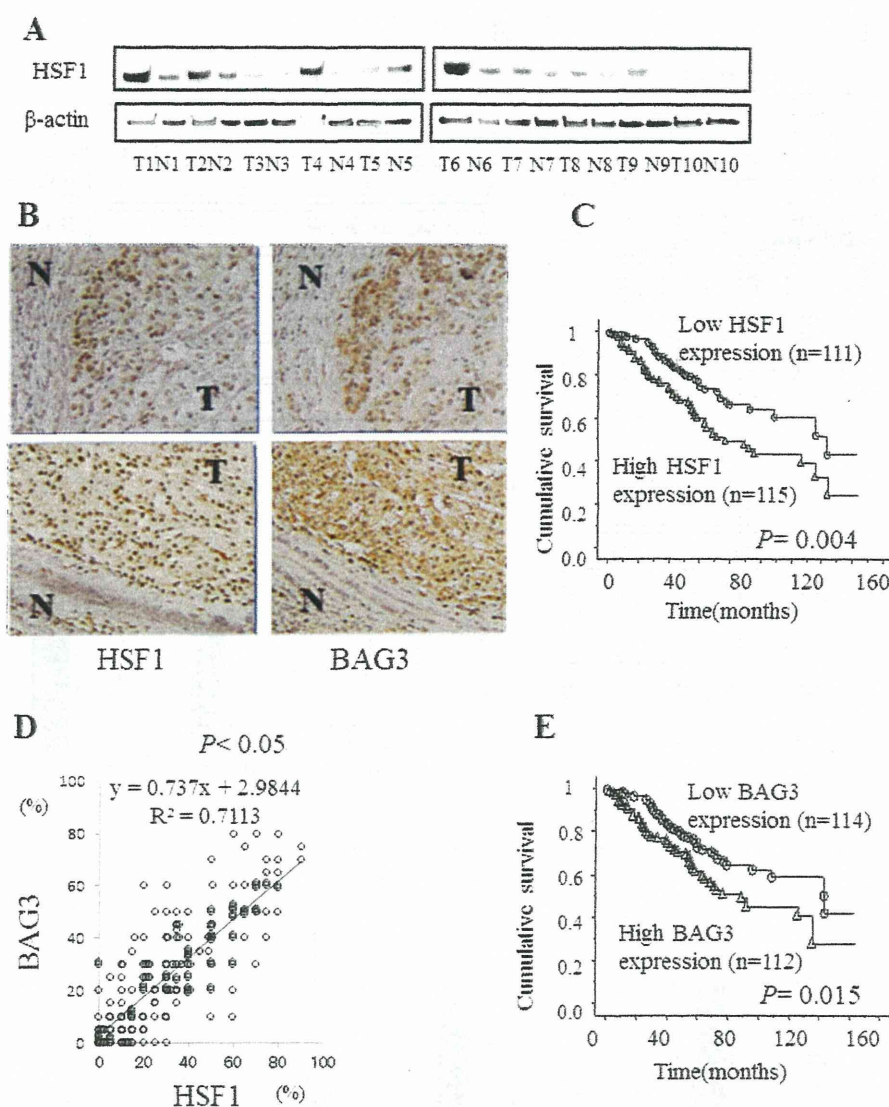 A
HSF1
β-actin
T1N1 T2N2 T3N3 T4 N4 T5 N5 T6 N6 T7 N7 T8 N8 T9 N9T10N10
B
N T
N T
T N
T N
HSF1 BAG3
C
Low HSF1
expression (n=111)
High HSF1
expression (n=115)
P= 0.004
Cumulative survival
1
0.8
0.6
0.4
0.2
0.0
0 40 80 120 160
Time(months)
D
P< 0.05
y = 0.737x + 2.9844
R² = 0.7113
(%)
BAG3
100
80
60
40
20
0
0 20 40 60 80 100
HSF1 (%)
E
Low BAG3
expression (n=114)
High BAG3
expression (n=112)
P= 0.015
Cumulative survival
1
0.8
0.6
0.4
0.2
0.0
0 40 80 120 160
Time(months)